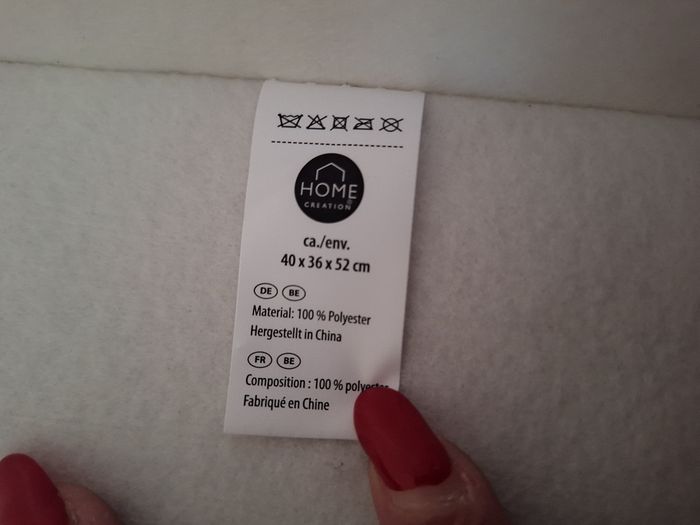 HOME
CREATION®
ca./env.
40 x 36 x 52 cm
DE BE
Material: 100 % Polyester
Hergestellt in China
FR BE
Composition : 100 % polyester
Fabriqué en Chine